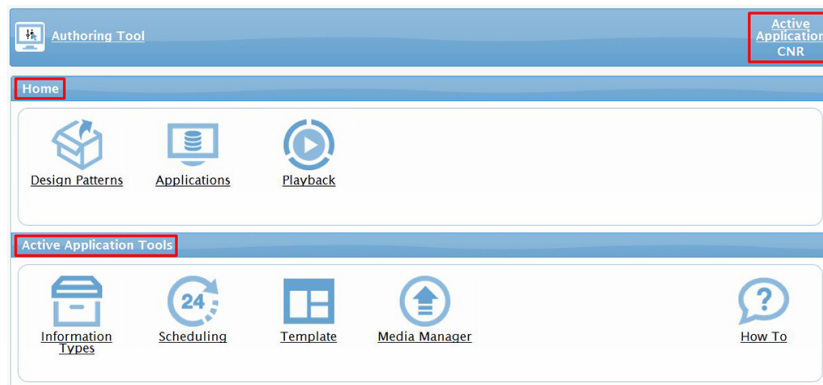 Authoring Tool
Active
Application
CNR
Home
Design Patterns
Applications
Playback
Active Application Tools
24
Information
Types
Scheduling
Template
Media Manager
?
How To